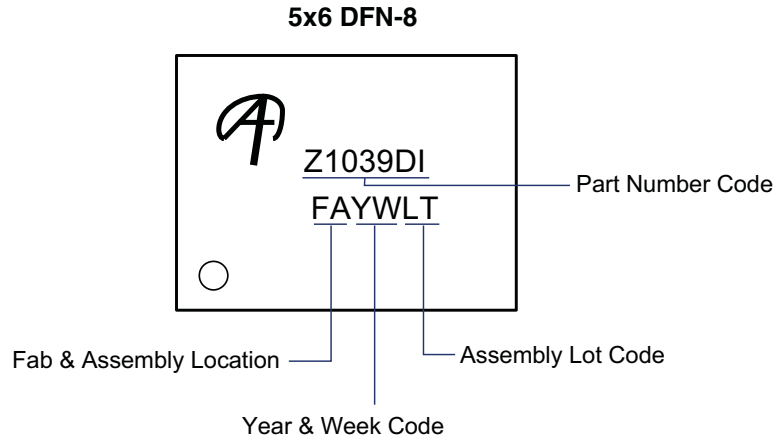 5x6 DFN-8
Z1039DI
Part Number Code
FAYWLT
Fab & Assembly Location
Assembly Lot Code
Year & Week Code